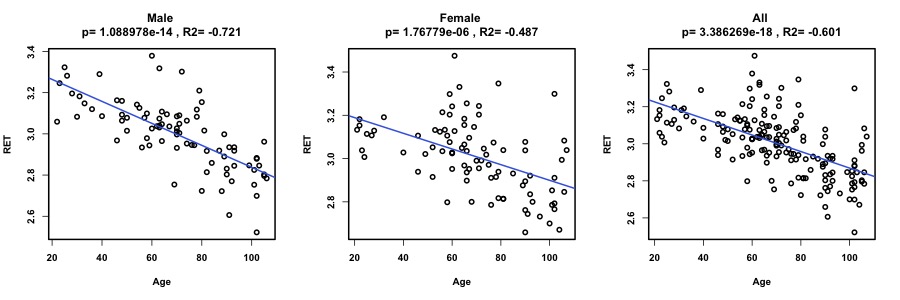 Male
p= 1.088978e-14 , R2= -0.721
RET
3.4
3.2
3.0
2.8
2.6
20 40 60 80 100
Age
Female
p= 1.76779e-06 , R2= -0.487
RET
3.4
3.2
3.0
2.8
20 40 60 80 100
Age
All
p= 3.386269e-18 , R2= -0.601
RET
3.4
3.2
3.0
2.8
2.6
20 40 60 80 100
Age